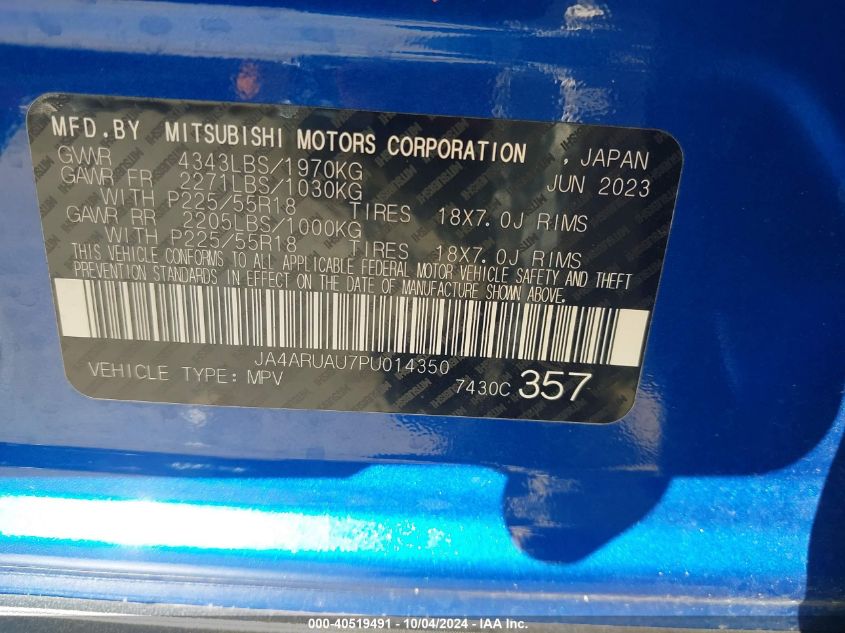 MFD.BY MITSUBISHI MOTORS CORPORATION , JAPAN
GVWR 4343LBS/1970KG JUN 2023
GAWR FR 2271LBS/1030KG
WITH P225/55R18 TIRES 18X7.0J RIMS
GAWR RR 2205LBS/1000KG
WITH P225/55R18 TIRES 18X7.0J RIMS
THIS VEHICLE CONFORMS TO ALL APPLICABLE FEDERAL MOTOR VEHICLE SAFETY AND THEFT
PREVENTION STANDARDS IN EFFECT ON THE DATE OF MANUFACTURE SHOWN ABOVE.
JA4ARUAU7PU014350
VEHICLE TYPE: MPV 7430C 357
000-40519491 - 10/04/2024 - IAA Inc.